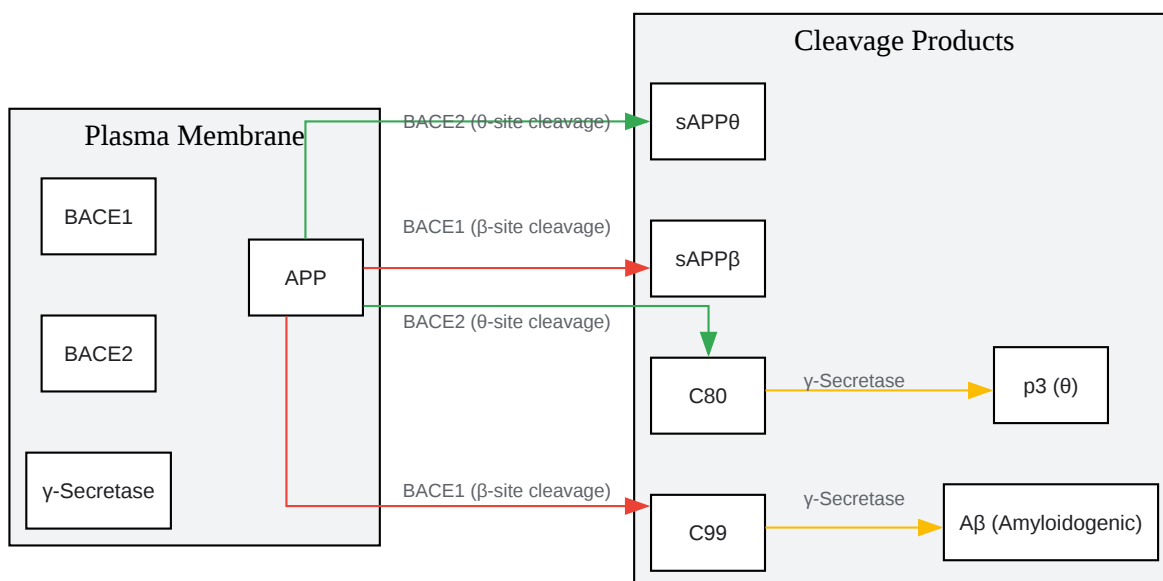 Cleavage Products
Plasma Membrane
BACE2 (θ-site cleavage)
sAPPθ
BACE1
BACE1 (β-site cleavage)
sAPPβ
APP
BACE2 (θ-site cleavage)
BACE2
C80
γ-Secretase
p3 (θ)
γ-Secretase
BACE1 (β-site cleavage)
C99
γ-Secretase
Aβ (Amyloidogenic)